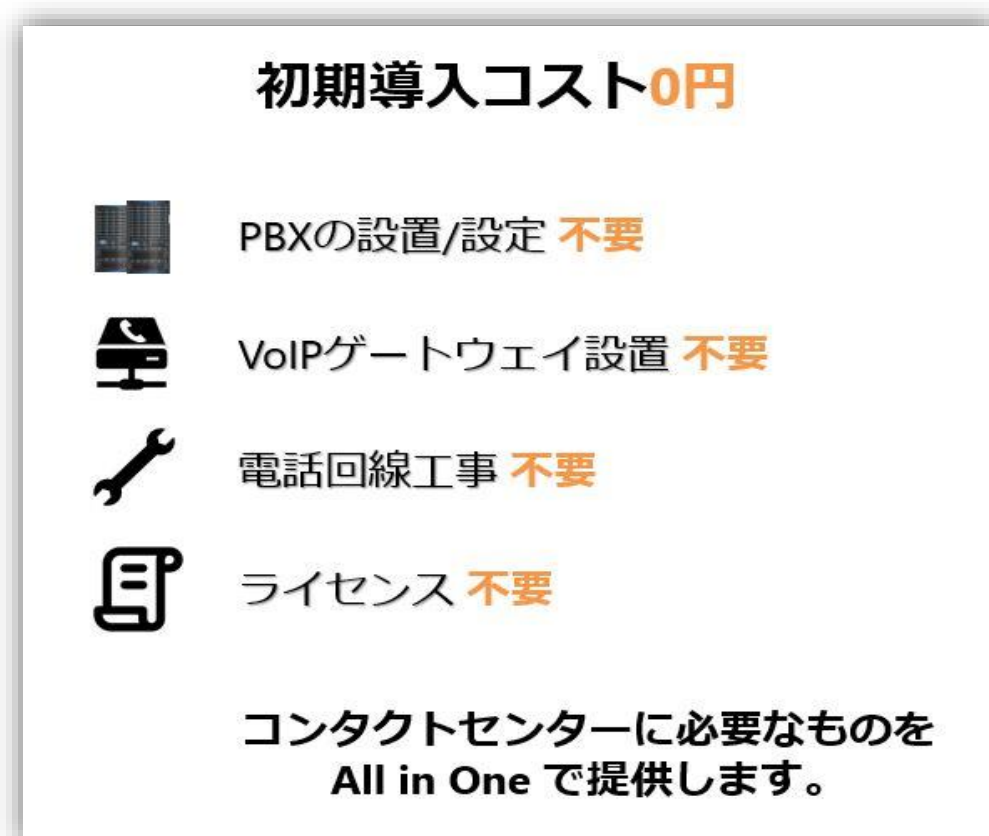 初期導入コスト0円
PBXの設置/設定 不要
VoIPゲートウェイ設置 不要
電話回線工事 不要
ライセンス 不要
コンタクトセンターに必要なものを
All in One で提供します。